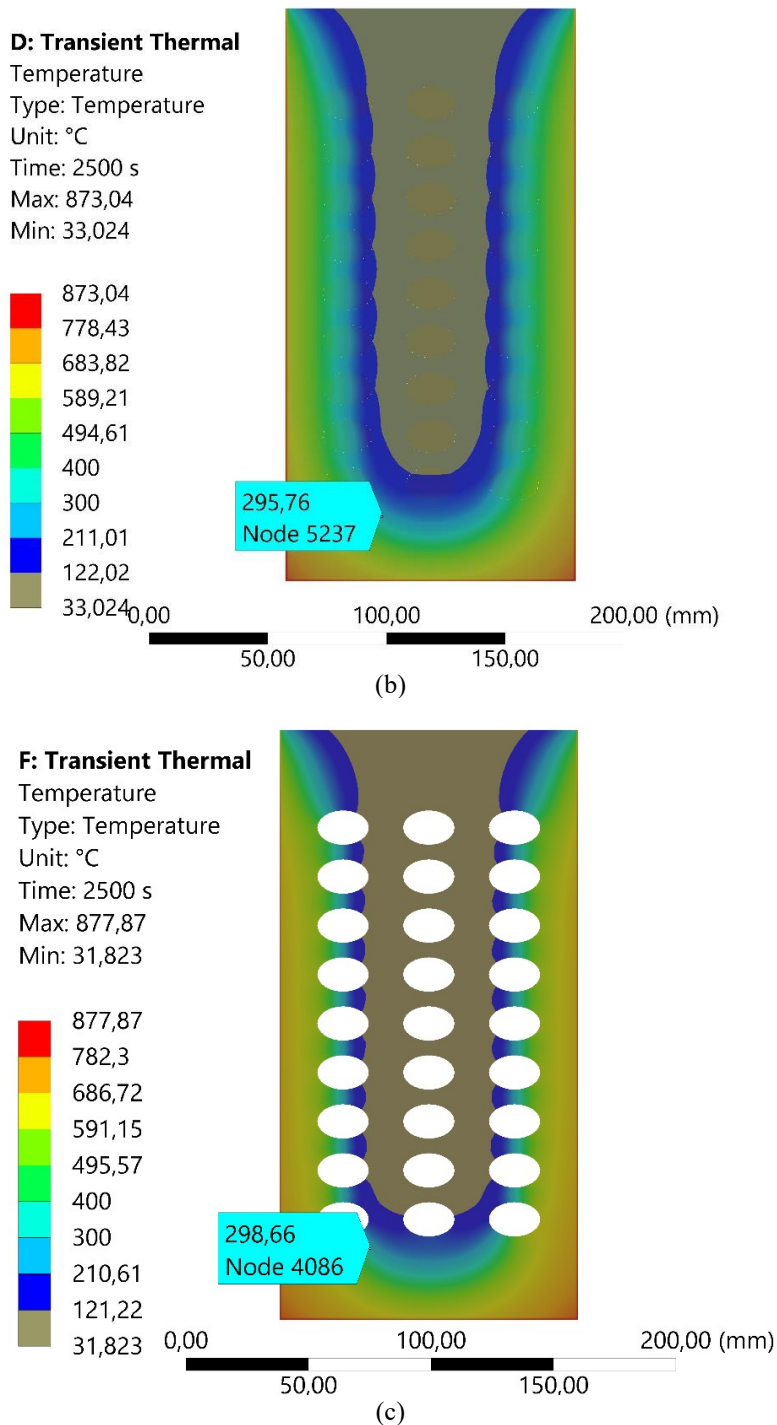 D: Transient Thermal
Temperature
Type: Temperature
Unit: °C
Time: 2500 s
Max: 873,04
Min: 33,024
873,04
778,43
683,82
589,21
494,61
400
300
211,01
122,02
33,024
295,76
Node 5237
0,00 100,00 200,00 (mm)
50,00 150,00
(b)
F: Transient Thermal
Temperature
Type: Temperature
Unit: °C
Time: 2500 s
Max: 877,87
Min: 31,823
877,87
782,3
686,72
591,15
495,57
400
300
210,61
121,22
31,823
298,66
Node 4086
0,00 100,00 200,00 (mm)
50,00 150,00
(c)